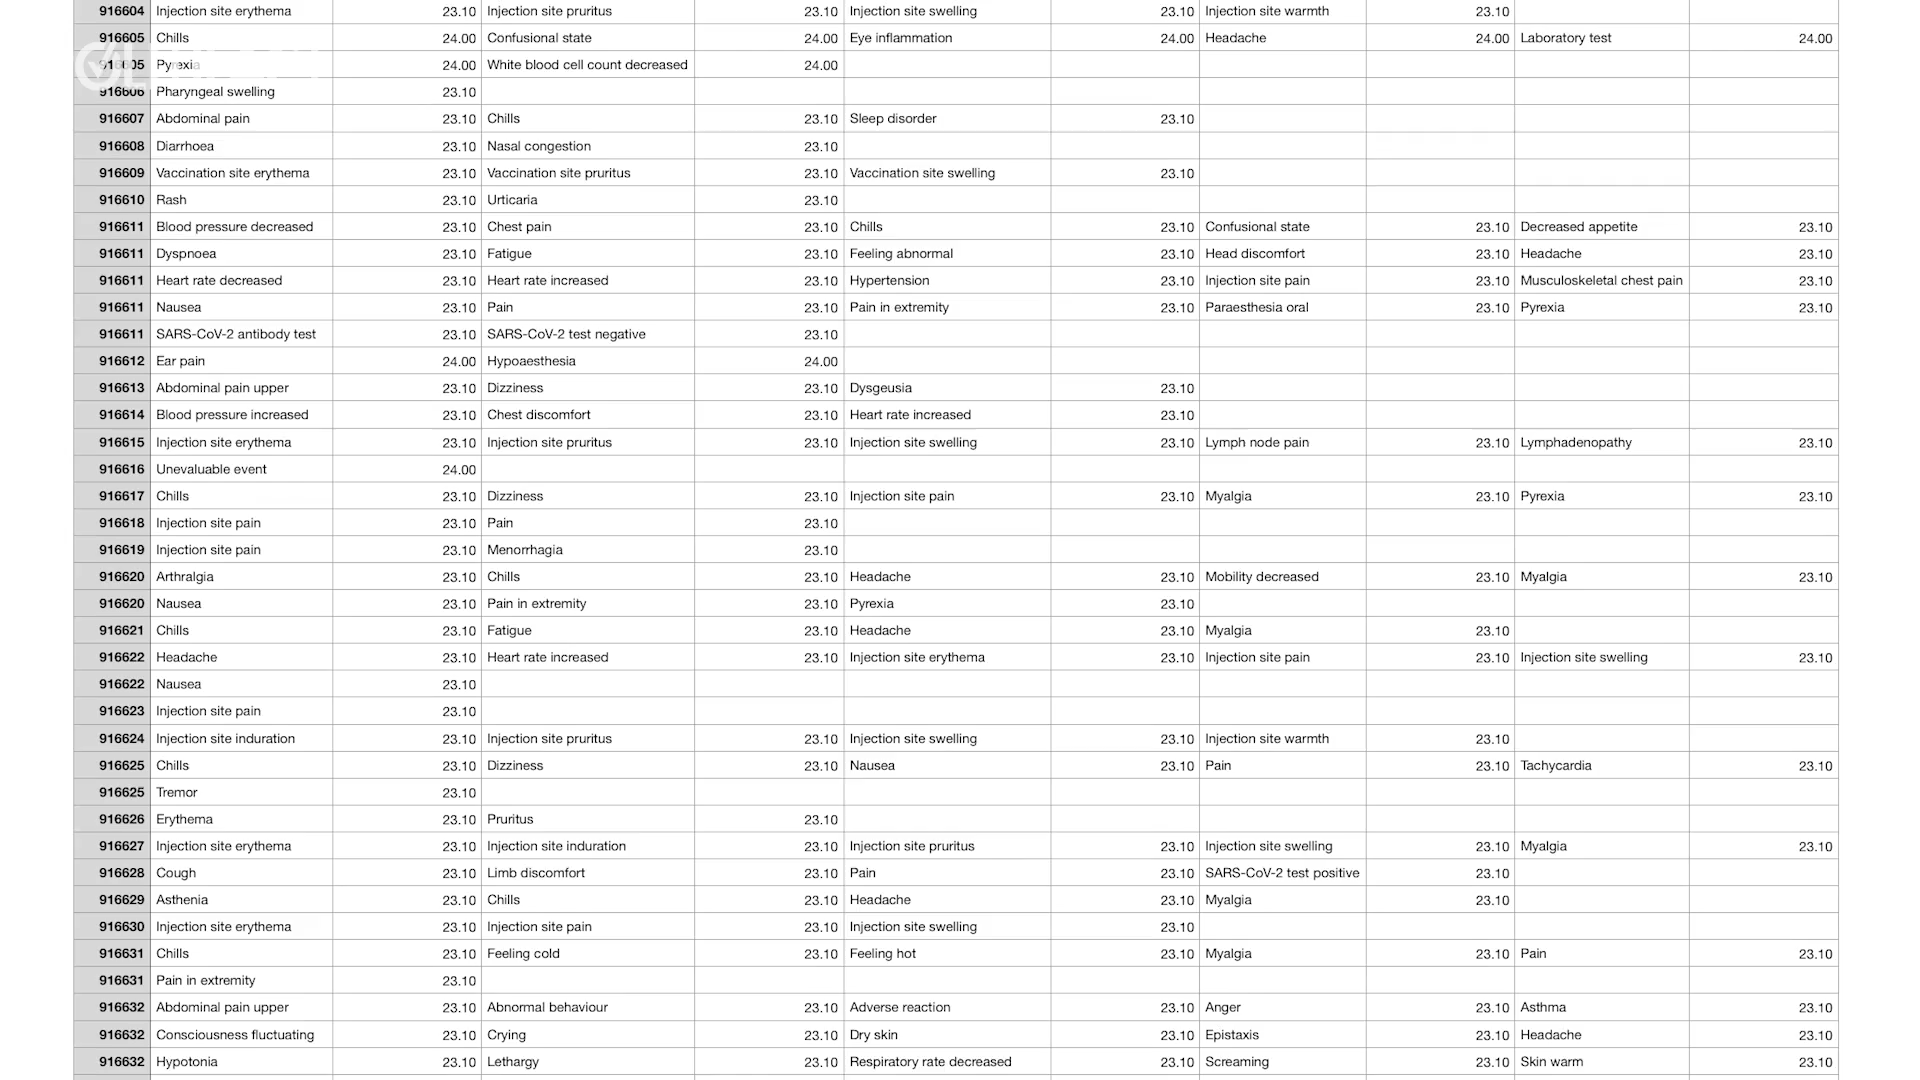 916604 Injection site erythema 23.10 Injection site pruritus 23.10 Injection site swelling 23.10 Injection site warmth 23.10
916605 Chills 24.00 Confusional state 24.00 Eye inflammation 24.00 Headache 24.00 Laboratory test 24.00
916605 Pyrexia 24.00 White blood cell count decreased 24.00
916606 Pharyngeal swelling 23.10
916607 Abdominal pain 23.10 Chills 23.10 Sleep disorder 23.10
916608 Diarrhoea 23.10 Nasal congestion 23.10
916609 Vaccination site erythema 23.10 Vaccination site pruritus 23.10 Vaccination site swelling 23.10
916610 Rash 23.10 Urticaria 23.10
916611 Blood pressure decreased 23.10 Chest pain 23.10 Chills 23.10 Confusional state 23.10 Decreased appetite 23.10
916611 Dyspnoea 23.10 Fatigue 23.10 Feeling abnormal 23.10 Head discomfort 23.10 Headache 23.10
916611 Heart rate decreased 23.10 Heart rate increased 23.10 Hypertension 23.10 Injection site pain 23.10 Musculoskeletal chest pain 23.10
916611 Nausea 23.10 Pain 23.10 Pain in extremity 23.10 Paraesthesia oral 23.10 Pyrexia 23.10
916611 SARS-CoV-2 antibody test 23.10 SARS-CoV-2 test negative 23.10
916612 Ear pain 24.00 Hypoaesthesia 24.00
916613 Abdominal pain upper 23.10 Dizziness 23.10 Dysgeusia 23.10
916614 Blood pressure increased 23.10 Chest discomfort 23.10 Heart rate increased 23.10
916615 Injection site erythema 23.10 Injection site pruritus 23.10 Injection site swelling 23.10 Lymph node pain 23.10 Lymphadenopathy 23.10
916616 Unevaluable event 24.00
916617 Chills 23.10 Dizziness 23.10 Injection site pain 23.10 Myalgia 23.10 Pyrexia 23.10
916618 Injection site pain 23.10 Pain 23.10
916619 Injection site pain 23.10 Menorrhagia 23.10
916620 Arthralgia 23.10 Chills 23.10 Headache 23.10 Mobility decreased 23.10 Myalgia 23.10
916620 Nausea 23.10 Pain in extremity 23.10 Pyrexia 23.10
916621 Chills 23.10 Fatigue 23.10 Headache 23.10 Myalgia 23.10
916622 Headache 23.10 Heart rate increased 23.10 Injection site erythema 23.10 Injection site pain 23.10 Injection site swelling 23.10
916622 Nausea 23.10
916623 Injection site pain 23.10
916624 Injection site induration 23.10 Injection site pruritus 23.10 Injection site swelling 23.10 Injection site warmth 23.10
916625 Chills 23.10 Dizziness 23.10 Nausea 23.10 Pain 23.10 Tachycardia 23.10
916625 Tremor 23.10
916626 Erythema 23.10 Pruritus 23.10
916627 Injection site erythema 23.10 Injection site induration 23.10 Injection site pruritus 23.10 Injection site swelling 23.10 Myalgia 23.10
916628 Cough 23.10 Limb discomfort 23.10 Pain 23.10 SARS-CoV-2 test positive 23.10
916629 Asthenia 23.10 Chills 23.10 Headache 23.10 Myalgia 23.10
916630 Injection site erythema 23.10 Injection site pain 23.10 Injection site swelling 23.10
916631 Chills 23.10 Feeling cold 23.10 Feeling hot 23.10 Myalgia 23.10 Pain 23.10
916631 Pain in extremity 23.10
916632 Abdominal pain upper 23.10 Abnormal behaviour 23.10 Adverse reaction 23.10 Anger 23.10 Asthma 23.10
916632 Consciousness fluctuating 23.10 Crying 23.10 Dry skin 23.10 Epistaxis 23.10 Headache 23.10
916632 Hypotonia 23.10 Lethargy 23.10 Respiratory rate decreased 23.10 Screaming 23.10 Skin warm 23.10